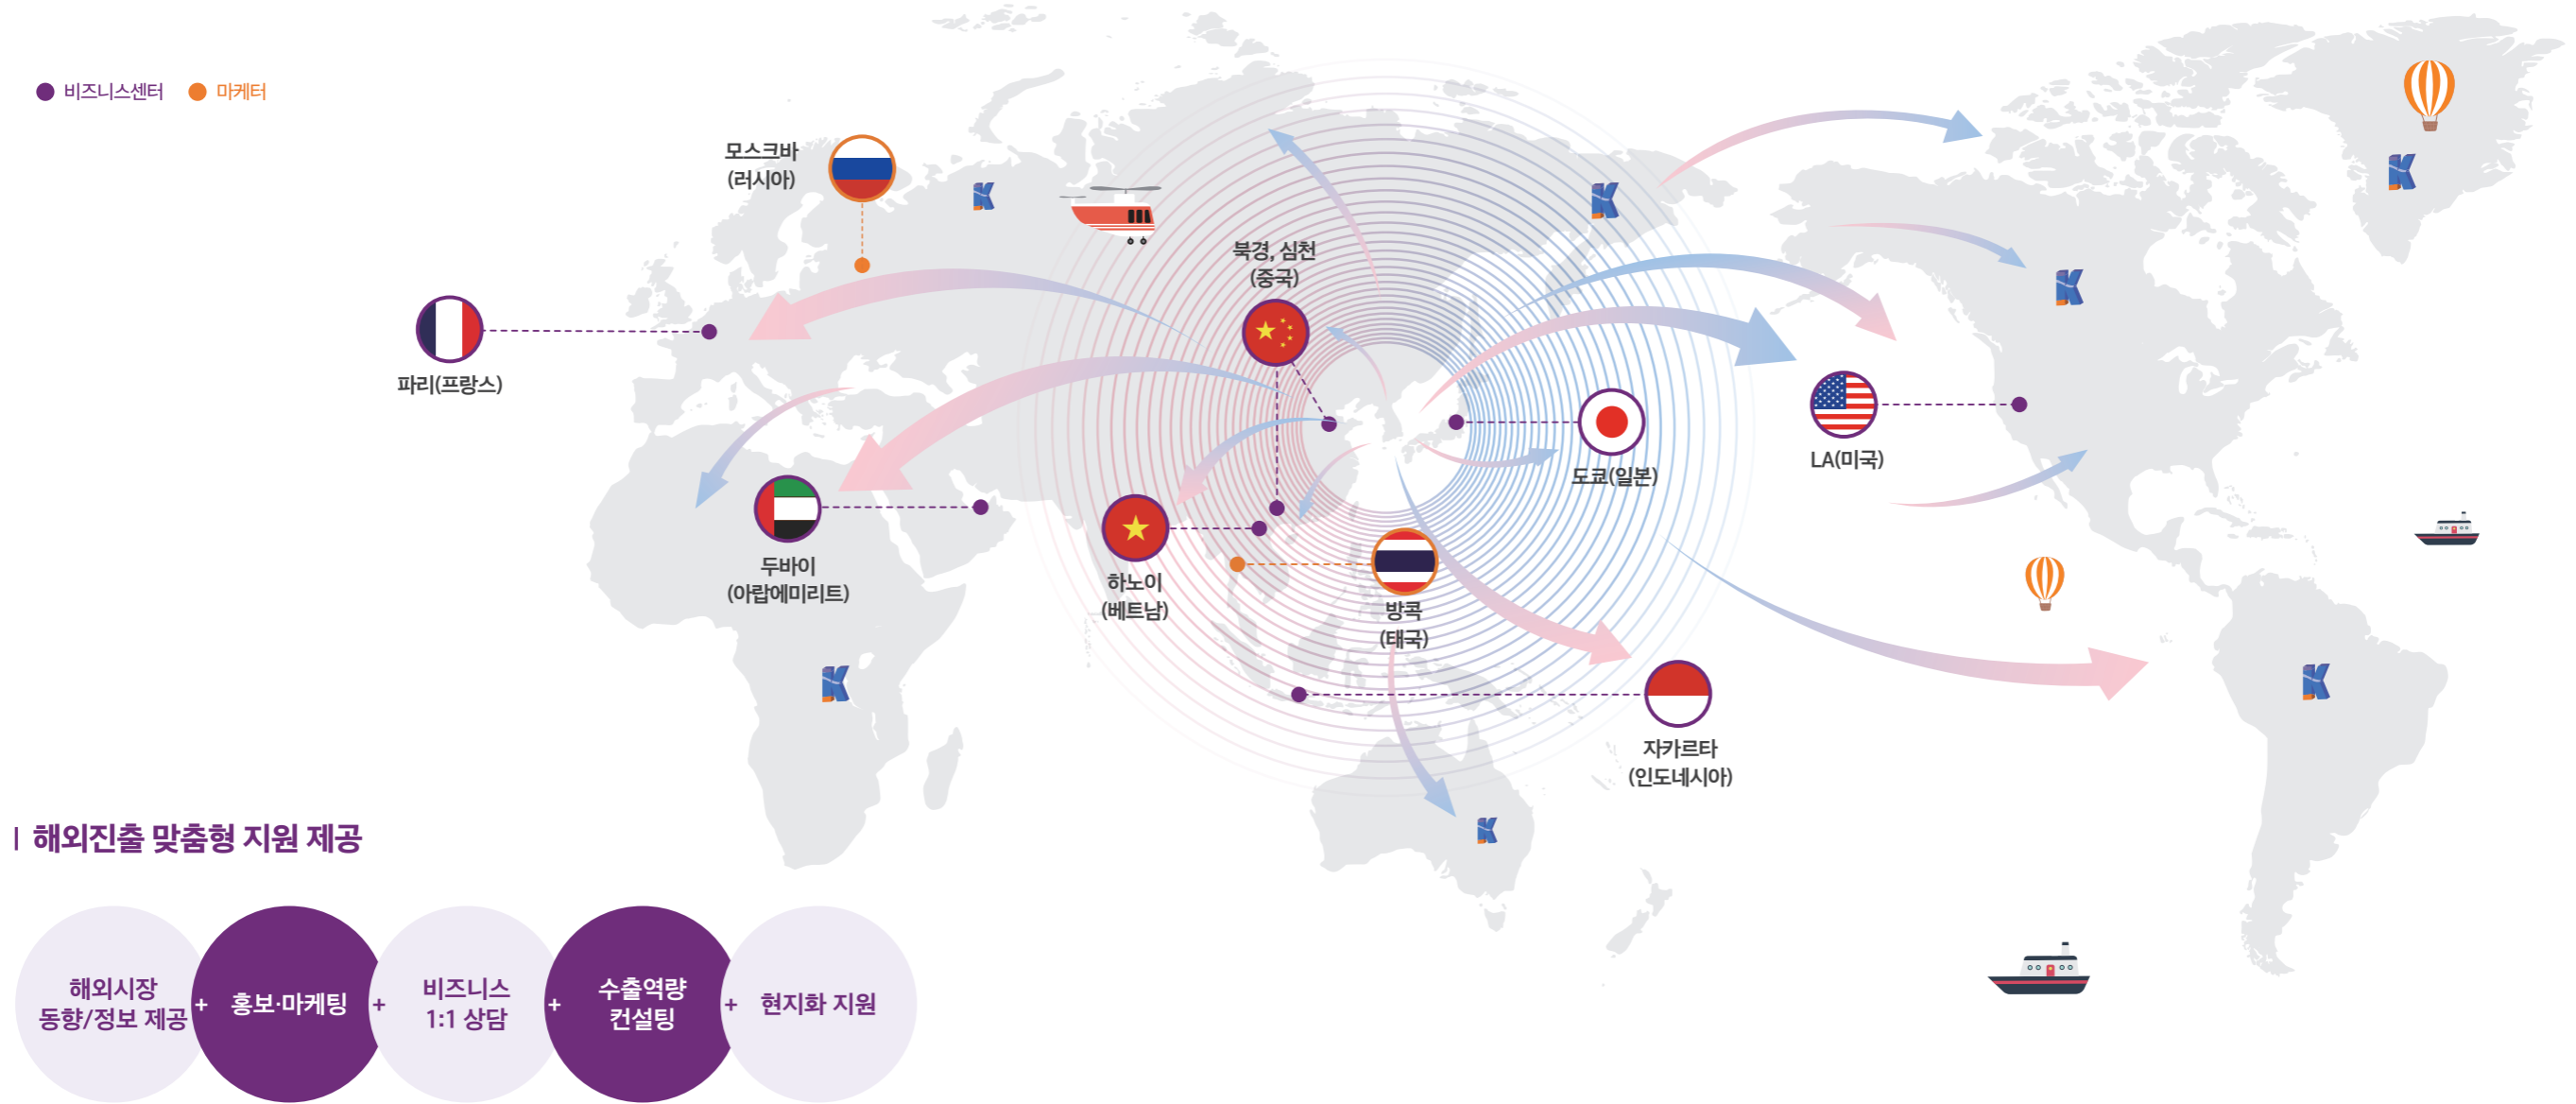 비즈니스센터 마케터
모스크바
(러시아)
북경, 심천
(중국)
파리(프랑스)
도쿄(일본)
LA(미국)
두바이
(아랍에미리트)
하노이
(베트남)
방콕
(태국)
자카르타
(인도네시아)
해외진출 맞춤형 지원 제공
해외시장
동향/정보 제공
+
홍보·마케팅
+
비즈니스
1:1 상담
+
수출역량
컨설팅
+
현지화 지원